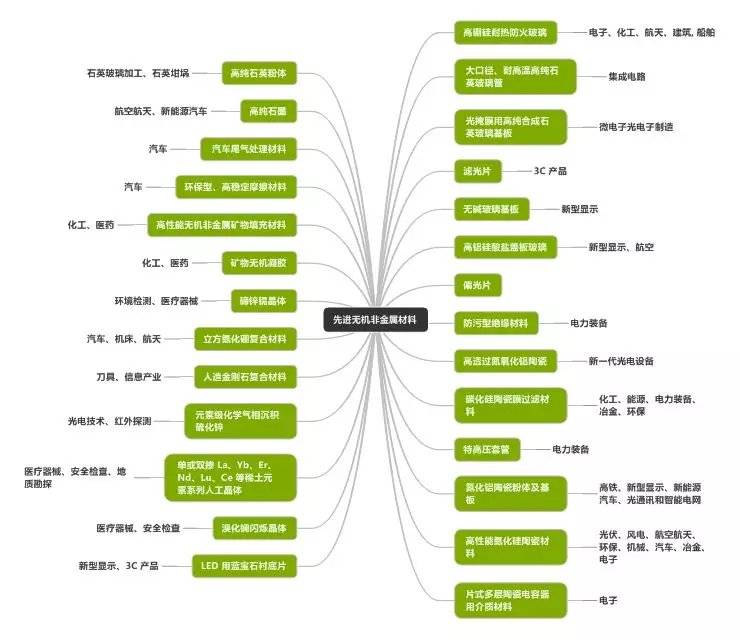 先进无机非金属材料
石英玻璃加工、石英坩埚
高纯石英粉体
航空航天、新能源汽车
高纯石墨
汽车
汽车尾气处理材料
汽车
环保型、高稳定摩擦材料
化工、医药
高性能无机非金属矿物填充材料
化工、医药
矿物无机凝胶
环境检测、医疗器械
碲锌镉晶体
汽车、机床、航天
立方氮化硼复合材料
刀具、信息产业
人造金刚石复合材料
光电技术、红外探测
元素级化学气相沉积
硫化锌
医疗器械、安全检查、地
质勘探
单或双掺 La、Yb、Er、
Nd、Lu、Ce 等稀土元
素系列人工晶体
医疗器械、安全检查
溴化镧闪烁晶体
新型显示、3C 产品
LED 用蓝宝石衬底片
高硼硅耐热防火玻璃
电子、化工、航天、建筑, 船舶
大口径、耐高温高纯石
英玻璃管
集成电路
光掩膜用高纯合成石
英玻璃基板
微电子光电子制造
滤光片
3C 产品
无碱玻璃基板
新型显示
高铝硅酸盐盖板玻璃
新型显示、航空
偏光片
防污型绝缘材料
电力装备
高透过氮氧化铝陶瓷
新一代光电设备
碳化硅陶瓷膜过滤材
料
化工、能源、电力装备、
冶金、环保
特高压套管
电力装备
氮化铝陶瓷粉体及基
板
高铁、新型显示、新能源
汽车、光通讯和智能电网
高性能氮化硅陶瓷材
料
光伏、风电、航空航天、
环保、机械、汽车、冶金、
电子
片式多层陶瓷电容器
用介质材料
电子